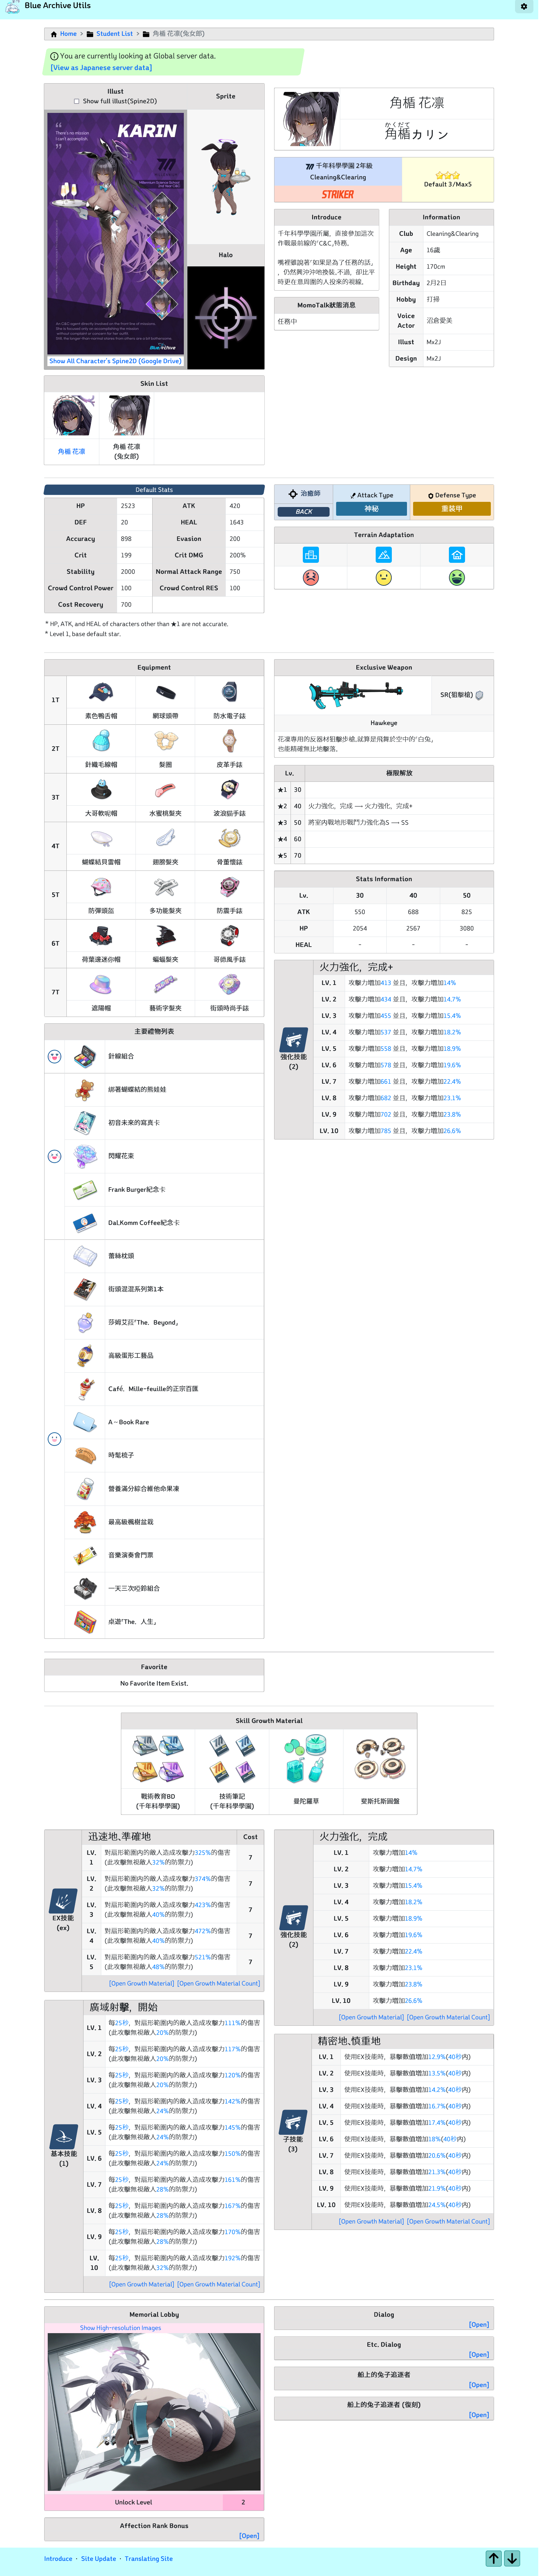 Blue Archive Utils
Home > Student List > 角楯 花凛(兔女郎)
You are currently looking at Global server data.
[View as Japanese server data]
Illust
Show full illust(Spine2D)
Sprite
There's no mission
I can't accomplish.
KARIN
Show All Character's Spine2D (Google Drive)
Halo
角楯 花凛
かくだて
角楯カリン
千年科學學園 2年級
Cleaning&Clearing
STRIKER
Default 3/Max5
Introduce
千年科學學園所屬，直接參加這次
作戰最前線的「C&C」特務。
嘴裡雖說著「如果是為了任務的話」
，仍然興沖沖地換裝。不過，卻比平
時更在意周圍的人投來的視線。
MomoTalk狀態消息
任務中
Information
Club Cleaning&Clearing
Age 16歲
Height 170cm
Birthday 2月2日
Hobby 打掃
Voice Actor 沼倉愛美
Illust Mx2J
Design Mx2J
Skin List
角楯 花凛
角楯 花凛
(兔女郎)
Default Stats
HP 2523 ATK 420
DEF 20 HEAL 1643
Accuracy 898 Evasion 200
Crit 199 Crit DMG 200%
Stability 2000 Normal Attack Range 750
Crowd Control Power 100 Crowd Control RES 100
Cost Recovery 700
* HP, ATK, and HEAL of characters other than ★1 are not accurate.
* Level 1, base default star.
治癒師
BACK
Attack Type
神秘
Defense Type
重裝甲
Terrain Adaptation
Equipment
1T 素色鴨舌帽 網球頭帶 防水電子錶
2T 針織毛線帽 髮圈 皮革手錶
3T 大哥軟呢帽 水蜜桃髮夾 波浪貓手錶
4T 蝴蝶結貝雷帽 翅膀髮夾 骨董懷錶
5T 防彈頭盔 多功能髮夾 防震手錶
6T 荷葉邊迷你帽 蝙蝠髮夾 哥德風手錶
7T 遮陽帽 藝術字髮夾 街頭時尚手錶
Exclusive Weapon
SR(狙擊槍)
Hawkeye
花凜專用的反器材狙擊步槍。就算是飛舞於空中的「白兔」
也能精確無比地擊落。
Lv. 極限解放
★1 30
★2 40 火力強化，完成 → 火力強化，完成+
★3 50 將室內戰地形戰鬥力強化為S → SS
★4 60
★5 70
Stats Information
Lv. 30 40 50
ATK 550 688 825
HP 2054 2567 3080
HEAL - - -
強化技能
(2)
火力強化，完成+
LV. 1 攻擊力增加413 並且，攻擊力增加14%
LV. 2 攻擊力增加434 並且，攻擊力增加14.7%
LV. 3 攻擊力增加455 並且，攻擊力增加15.4%
LV. 4 攻擊力增加537 並且，攻擊力增加18.2%
LV. 5 攻擊力增加558 並且，攻擊力增加18.9%
LV. 6 攻擊力增加578 並且，攻擊力增加19.6%
LV. 7 攻擊力增加661 並且，攻擊力增加22.4%
LV. 8 攻擊力增加682 並且，攻擊力增加23.1%
LV. 9 攻擊力增加702 並且，攻擊力增加23.8%
LV. 10 攻擊力增加785 並且，攻擊力增加26.6%
主要禮物列表
針線組合
綁著蝴蝶結的熊娃娃
初音未來的寫真卡
閃耀花束
Frank Burger紀念卡
Dal.Komm Coffee紀念卡
蕾絲枕頭
街頭混混系列第1本
莎姆艾菈「The．Beyond」
高級蛋形工藝品
Café．Mille-feuille的正宗百匯
A－Book Rare
時髦梳子
營養滿分綜合維他命果凍
最高級楓樹盆栽
音樂演奏會門票
一天三次啞鈴組合
桌遊「The．人生」
Favorite
No Favorite Item Exist.
Skill Growth Material
戰術教育BD
(千年科學學園)
技術筆記
(千年科學學園)
曼陀羅草
斐斯托斯圓盤
EX技能
(ex)
迅速地、準確地 Cost
LV. 1 對扇形範圍內的敵人造成攻擊力325%的傷害
(此攻擊無視敵人32%的防禦力) 7
LV. 2 對扇形範圍內的敵人造成攻擊力374%的傷害
(此攻擊無視敵人32%的防禦力) 7
LV. 3 對扇形範圍內的敵人造成攻擊力423%的傷害
(此攻擊無視敵人40%的防禦力) 7
LV. 4 對扇形範圍內的敵人造成攻擊力472%的傷害
(此攻擊無視敵人40%的防禦力) 7
LV. 5 對扇形範圍內的敵人造成攻擊力521%的傷害
(此攻擊無視敵人48%的防禦力) 7
[Open Growth Material] [Open Growth Material Count]
基本技能
(1)
廣域射擊，開始
LV. 1 每25秒，對扇形範圍內的敵人造成攻擊力111%的傷害
(此攻擊無視敵人20%的防禦力)
LV. 2 每25秒，對扇形範圍內的敵人造成攻擊力117%的傷害
(此攻擊無視敵人20%的防禦力)
LV. 3 每25秒，對扇形範圍內的敵人造成攻擊力120%的傷害
(此攻擊無視敵人20%的防禦力)
LV. 4 每25秒，對扇形範圍內的敵人造成攻擊力142%的傷害
(此攻擊無視敵人24%的防禦力)
LV. 5 每25秒，對扇形範圍內的敵人造成攻擊力145%的傷害
(此攻擊無視敵人24%的防禦力)
LV. 6 每25秒，對扇形範圍內的敵人造成攻擊力150%的傷害
(此攻擊無視敵人24%的防禦力)
LV. 7 每25秒，對扇形範圍內的敵人造成攻擊力161%的傷害
(此攻擊無視敵人28%的防禦力)
LV. 8 每25秒，對扇形範圍內的敵人造成攻擊力167%的傷害
(此攻擊無視敵人28%的防禦力)
LV. 9 每25秒，對扇形範圍內的敵人造成攻擊力170%的傷害
(此攻擊無視敵人28%的防禦力)
LV. 10 每25秒，對扇形範圍內的敵人造成攻擊力192%的傷害
(此攻擊無視敵人32%的防禦力)
[Open Growth Material] [Open Growth Material Count]
強化技能
(2)
火力強化，完成
LV. 1 攻擊力增加14%
LV. 2 攻擊力增加14.7%
LV. 3 攻擊力增加15.4%
LV. 4 攻擊力增加18.2%
LV. 5 攻擊力增加18.9%
LV. 6 攻擊力增加19.6%
LV. 7 攻擊力增加22.4%
LV. 8 攻擊力增加23.1%
LV. 9 攻擊力增加23.8%
LV. 10 攻擊力增加26.6%
[Open Growth Material] [Open Growth Material Count]
子技能
(3)
精密地、慎重地
LV. 1 使用EX技能時，暴擊數值增加12.9%(40秒內)
LV. 2 使用EX技能時，暴擊數值增加13.5%(40秒內)
LV. 3 使用EX技能時，暴擊數值增加14.2%(40秒內)
LV. 4 使用EX技能時，暴擊數值增加16.7%(40秒內)
LV. 5 使用EX技能時，暴擊數值增加17.4%(40秒內)
LV. 6 使用EX技能時，暴擊數值增加18%(40秒內)
LV. 7 使用EX技能時，暴擊數值增加20.6%(40秒內)
LV. 8 使用EX技能時，暴擊數值增加21.3%(40秒內)
LV. 9 使用EX技能時，暴擊數值增加21.9%(40秒內)
LV. 10 使用EX技能時，暴擊數值增加24.5%(40秒內)
[Open Growth Material] [Open Growth Material Count]
Memorial Lobby
Show High-resolution Images
Unlock Level 2
Affection Rank Bonus
[Open]
Dialog
[Open]
Etc. Dialog
[Open]
船上的兔子追逐者
[Open]
船上的兔子追逐者 (復刻)
[Open]
Introduce ・ Site Update ・ Translating Site